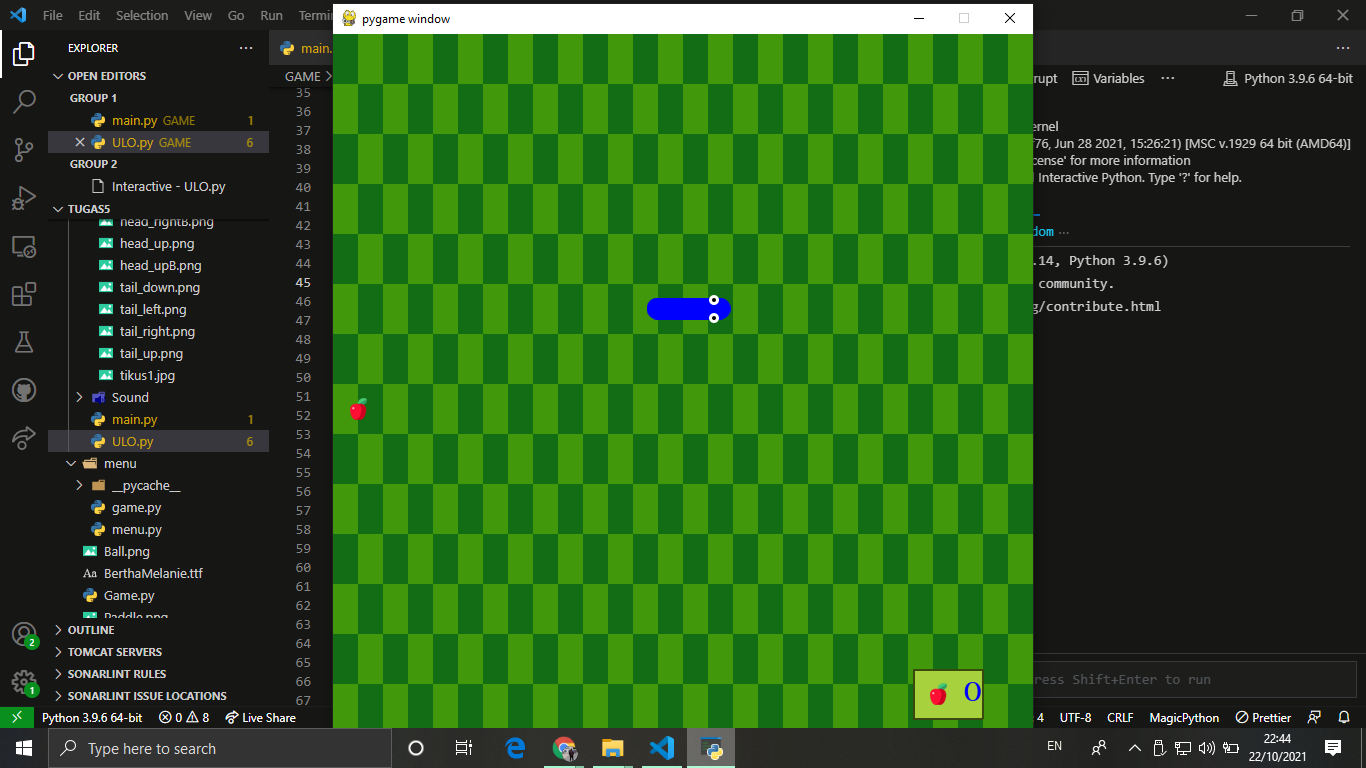 File Edit Selection View Go Run
pygame window
EXPLORER
main.
OPEN EDITORS
GAME
rupt Variables Python 3.9.6 64-bit
GROUP 1
main.py GAME 1
ULO.py GAME 6
GROUP 2
Interactive - ULO.py
TUGAS5
head_rightB.png
head_up.png
head_upB.png
tail_down.png
tail_left.png
tail_right.png
tail_up.png
tikus1.jpg
Sound
main.py 1
ULO.py 6
menu
__pycache__
game.py
menu.py
Ball.png
Aa BerthaMelanie.ttf
Game.py
Paddle.png
OUTLINE
TOMCAT SERVERS
SONARLINT RULES
SONARLINT ISSUE LOCATIONS
35
36
37
38
39
40
41
42
43
44
45
46
47
48
49
50
51
52
53
54
55
56
57
58
59
60
61
62
63
64
65
66
67
0
ernel
f76, Jun 28 2021, 15:26:21) [MSC v.1929 64 bit (AMD64)]
cense' for more information
Interactive Python. Type '?' for help.
dom ...
.14, Python 3.9.6)
community.
g/contribute.html
ress Shift+Enter to run
2
1
Python 3.9.6 64-bit 0 8 Live Share
4 UTF-8 CRLF MagicPython Prettier
Type here to search
EN
22:44
22/10/2021